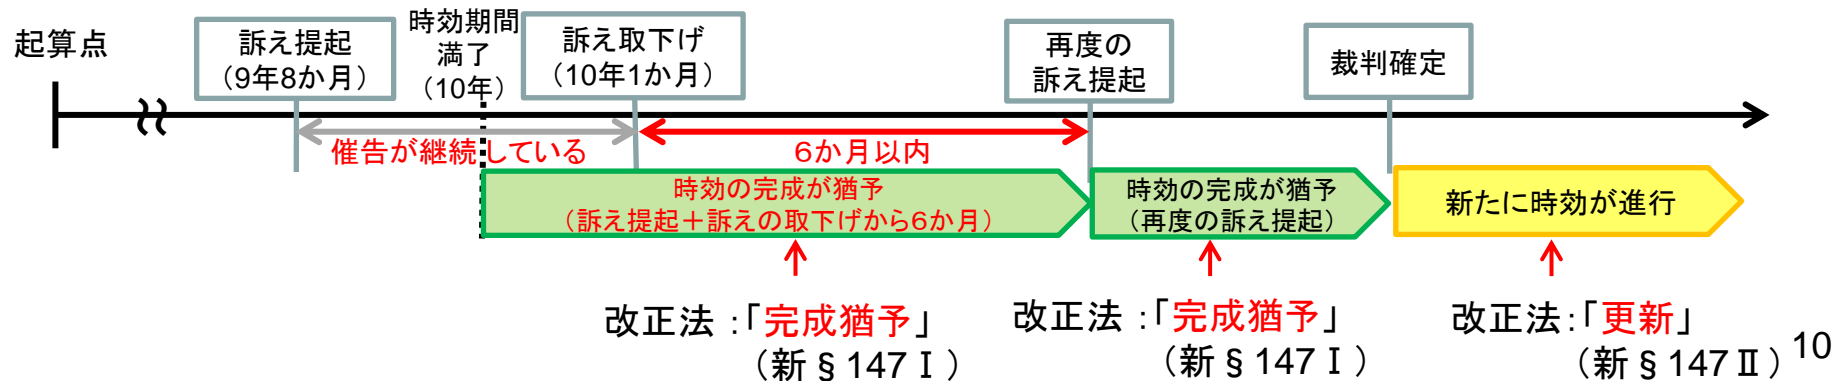 起算点
訴え提起
（9年8か月）
時効期間
満了
（10年）
訴え取下げ
（10年1か月）
再度の
訴え提起
裁判確定
催告が継続している
６か月以内
時効の完成が猶予
（訴え提起＋訴えの取下げから６か月）
時効の完成が猶予
（再度の訴え提起）
新たに時効が進行
改正法：「完成猶予」
（新§147Ⅰ）
改正法：「完成猶予」
（新§147Ⅰ）
改正法：「更新」
（新§147Ⅱ）
10